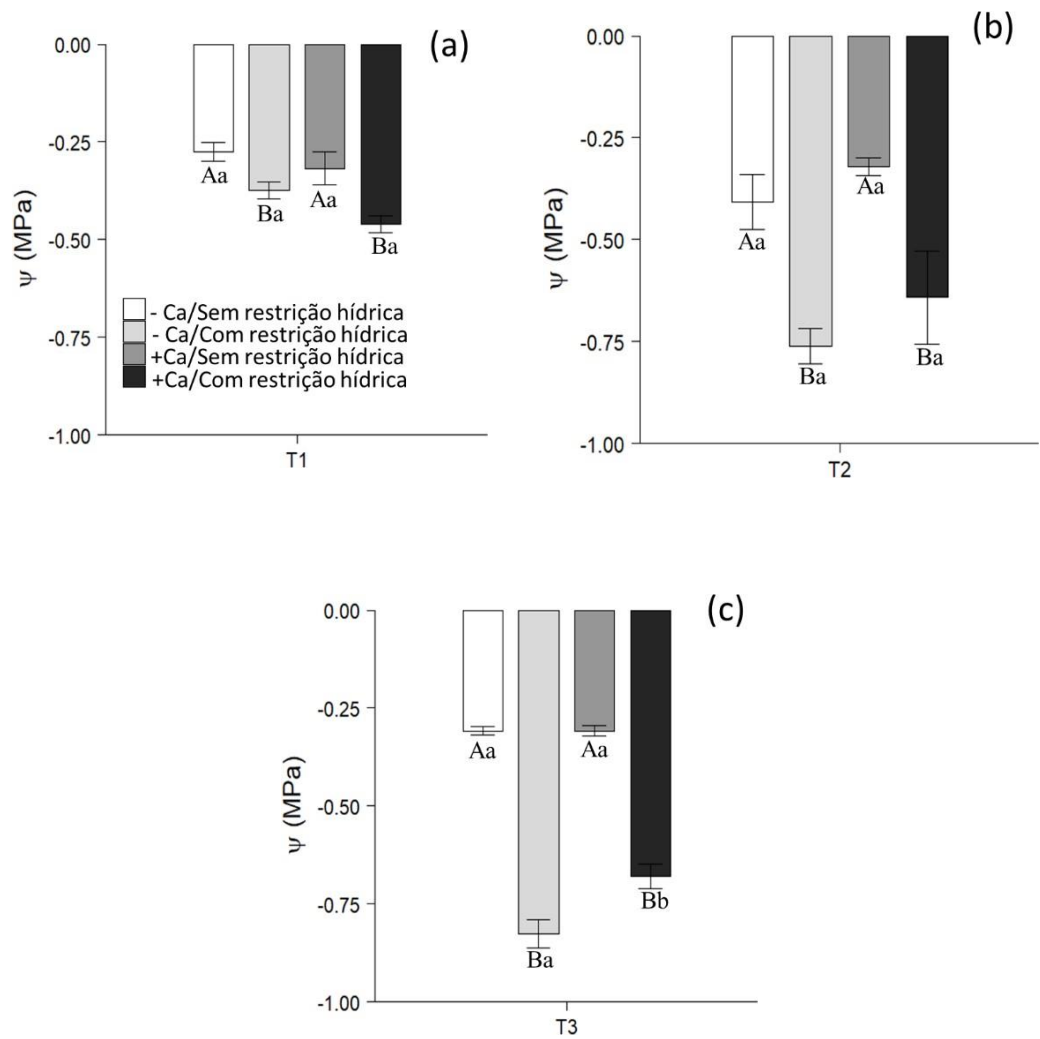 (a)
0.00
-0.25
-0.50
-0.75
-1.00
ψ (MPa)
Aa
Ba
Aa
Ba
- Ca/Sem restrição hídrica
- Ca/Com restrição hídrica
+Ca/Sem restrição hídrica
+Ca/Com restrição hídrica
T1
(b)
0.00
-0.25
-0.50
-0.75
-1.00
ψ (MPa)
Aa
Ba
Aa
Ba
T2
(c)
0.00
-0.25
-0.50
-0.75
-1.00
ψ (MPa)
Aa
Ba
Aa
Bb
T3